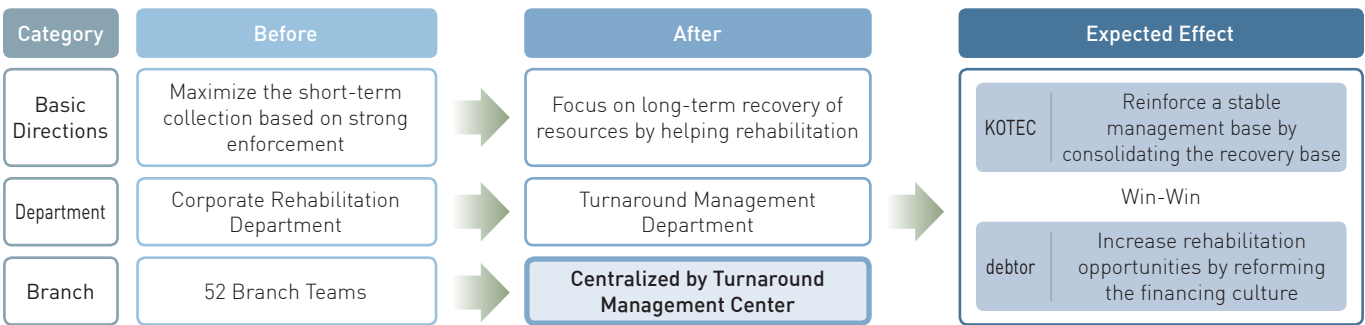 Category
Before
After
Expected Effect
Basic
Directions
Maximize the short-term
collection based on strong
enforcement
Focus on long-term recovery of
resources by helping rehabilitation
Department
Corporate Rehabilitation
Department
Turnaround Management
Department
Branch
52 Branch Teams
Centralized by Turnaround
Management Center
KOTEC
Reinforce a stable
management base by
consolidating the recovery base
Win-Win
debtor
Increase rehabilitation
opportunities by reforming
the financing culture